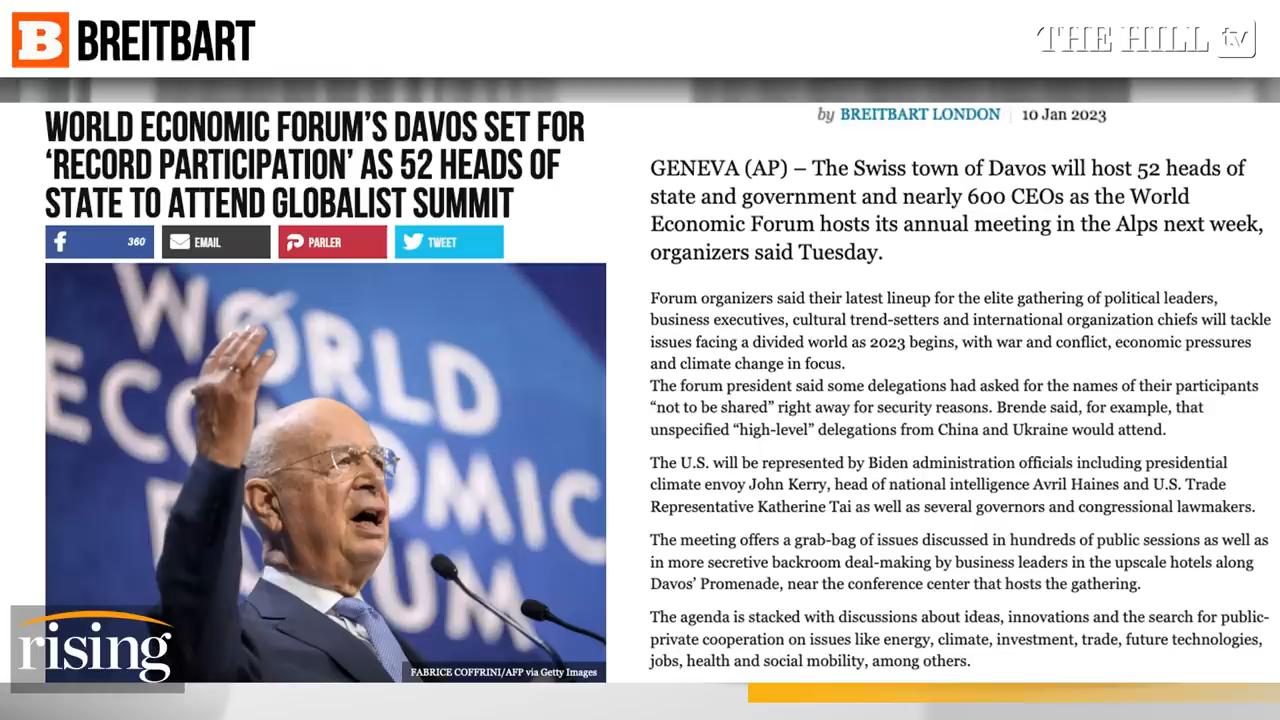 BREITBART
THE HILL tv
WORLD ECONOMIC FORUM'S DAVOS SET FOR
‘RECORD PARTICIPATION’ AS 52 HEADS OF
STATE TO ATTEND GLOBALIST SUMMIT
360
EMAIL
PARLER
TWEET
WORLD
ECONOMIC
FORUM
FABRICE COFFRINI/AFP via Getty Images
rising
by BREITBART LONDON | 10 Jan 2023
GENEVA (AP) – The Swiss town of Davos will host 52 heads of
state and government and nearly 600 CEOs as the World
Economic Forum hosts its annual meeting in the Alps next week,
organizers said Tuesday.
Forum organizers said their latest lineup for the elite gathering of political leaders,
business executives, cultural trend-setters and international organization chiefs will tackle
issues facing a divided world as 2023 begins, with war and conflict, economic pressures
and climate change in focus.
The forum president said some delegations had asked for the names of their participants
“not to be shared” right away for security reasons. Brende said, for example, that
unspecified “high-level” delegations from China and Ukraine would attend.
The U.S. will be represented by Biden administration officials including presidential
climate envoy John Kerry, head of national intelligence Avril Haines and U.S. Trade
Representative Katherine Tai as well as several governors and congressional lawmakers.
The meeting offers a grab-bag of issues discussed in hundreds of public sessions as well as
in more secretive backroom deal-making by business leaders in the upscale hotels along
Davos’ Promenade, near the conference center that hosts the gathering.
The agenda is stacked with discussions about ideas, innovations and the search for public-
private cooperation on issues like energy, climate, investment, trade, future technologies,
jobs, health and social mobility, among others.